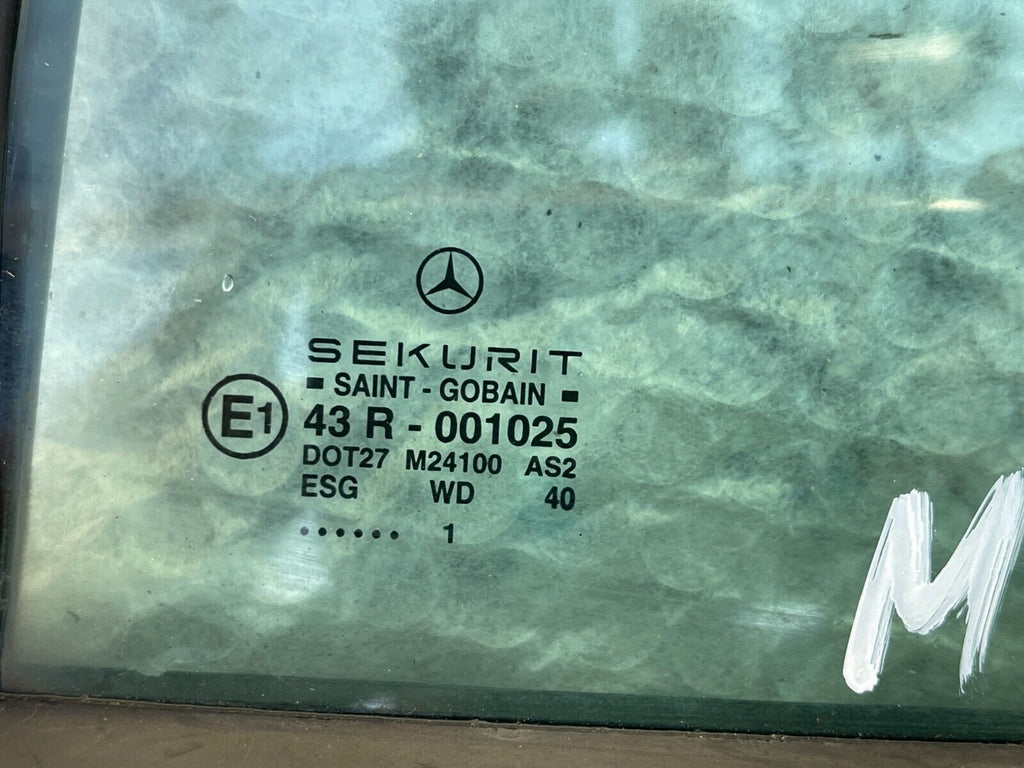 SEKURIT
SAINT - GOBAIN
E1 43 R - 001025
DOT27 M24100 AS2
ESG WD 40
...... 1
M